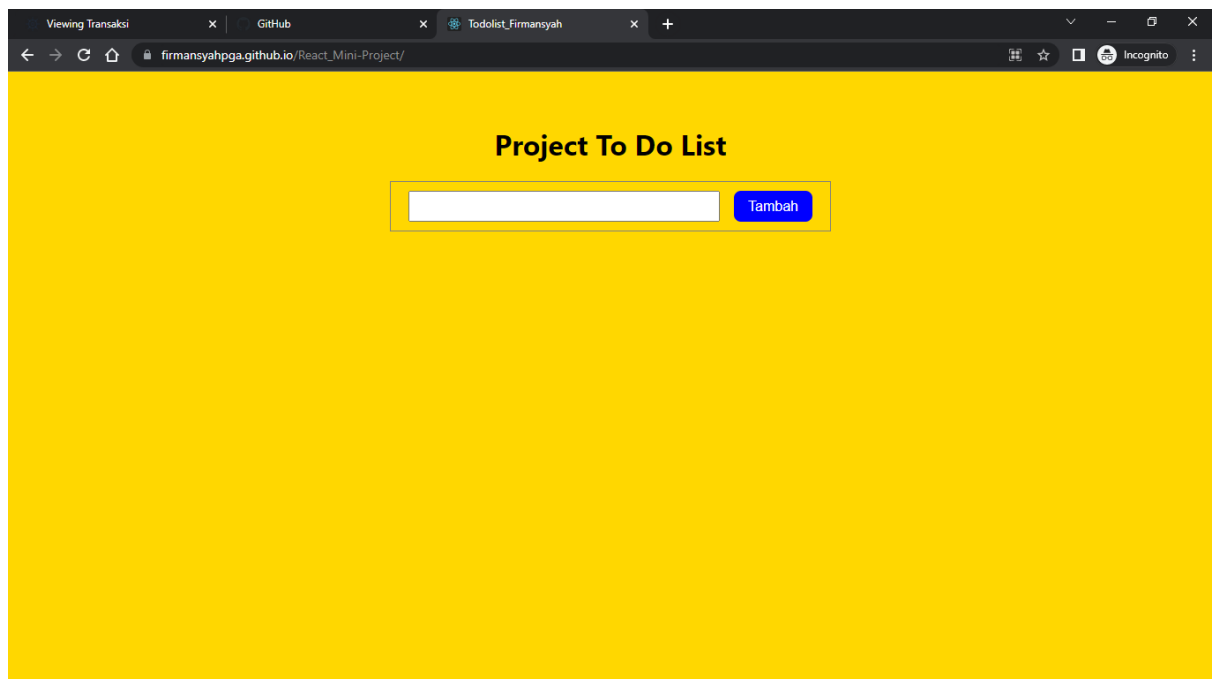 Viewing Transaksi
GitHub
Todolist_Firmansyah
firmansyahpga.github.io/React_Mini-Project/
Incognito
Project To Do List
Tambah